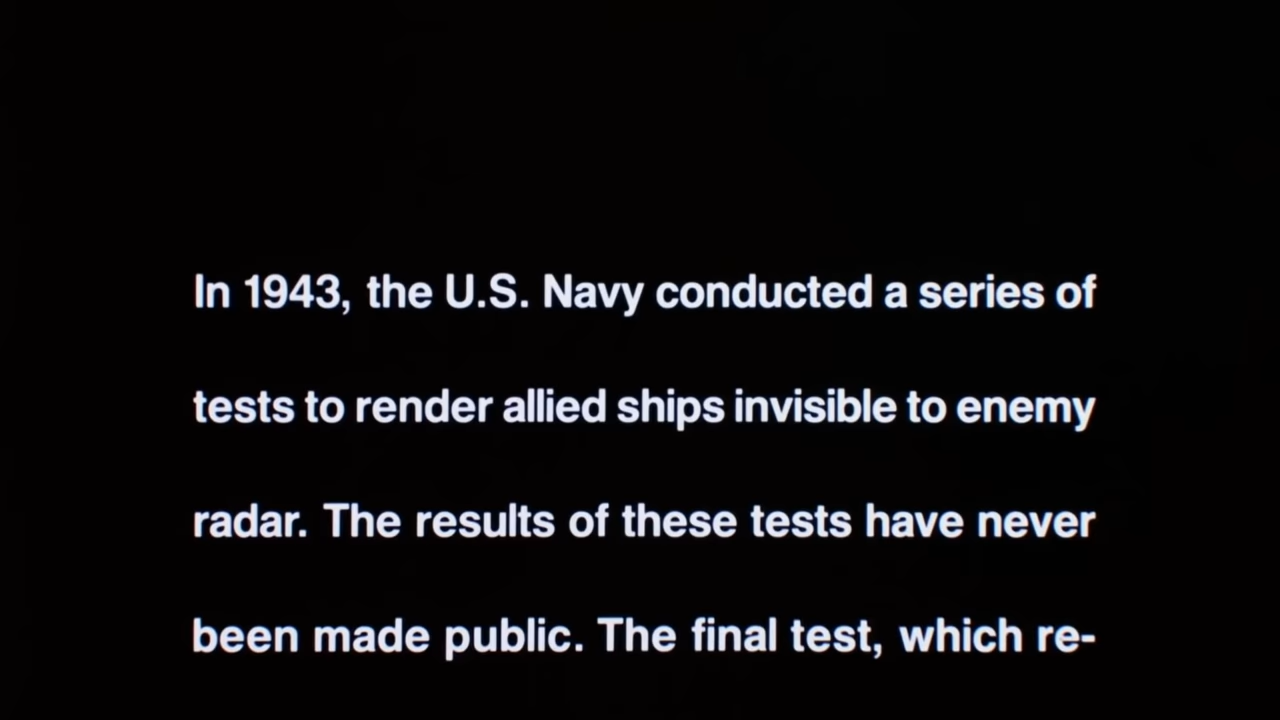 In 1943, the U.S. Navy conducted a series of
tests to render allied ships invisible to enemy
radar. The results of these tests have never
been made public. The final test, which re-